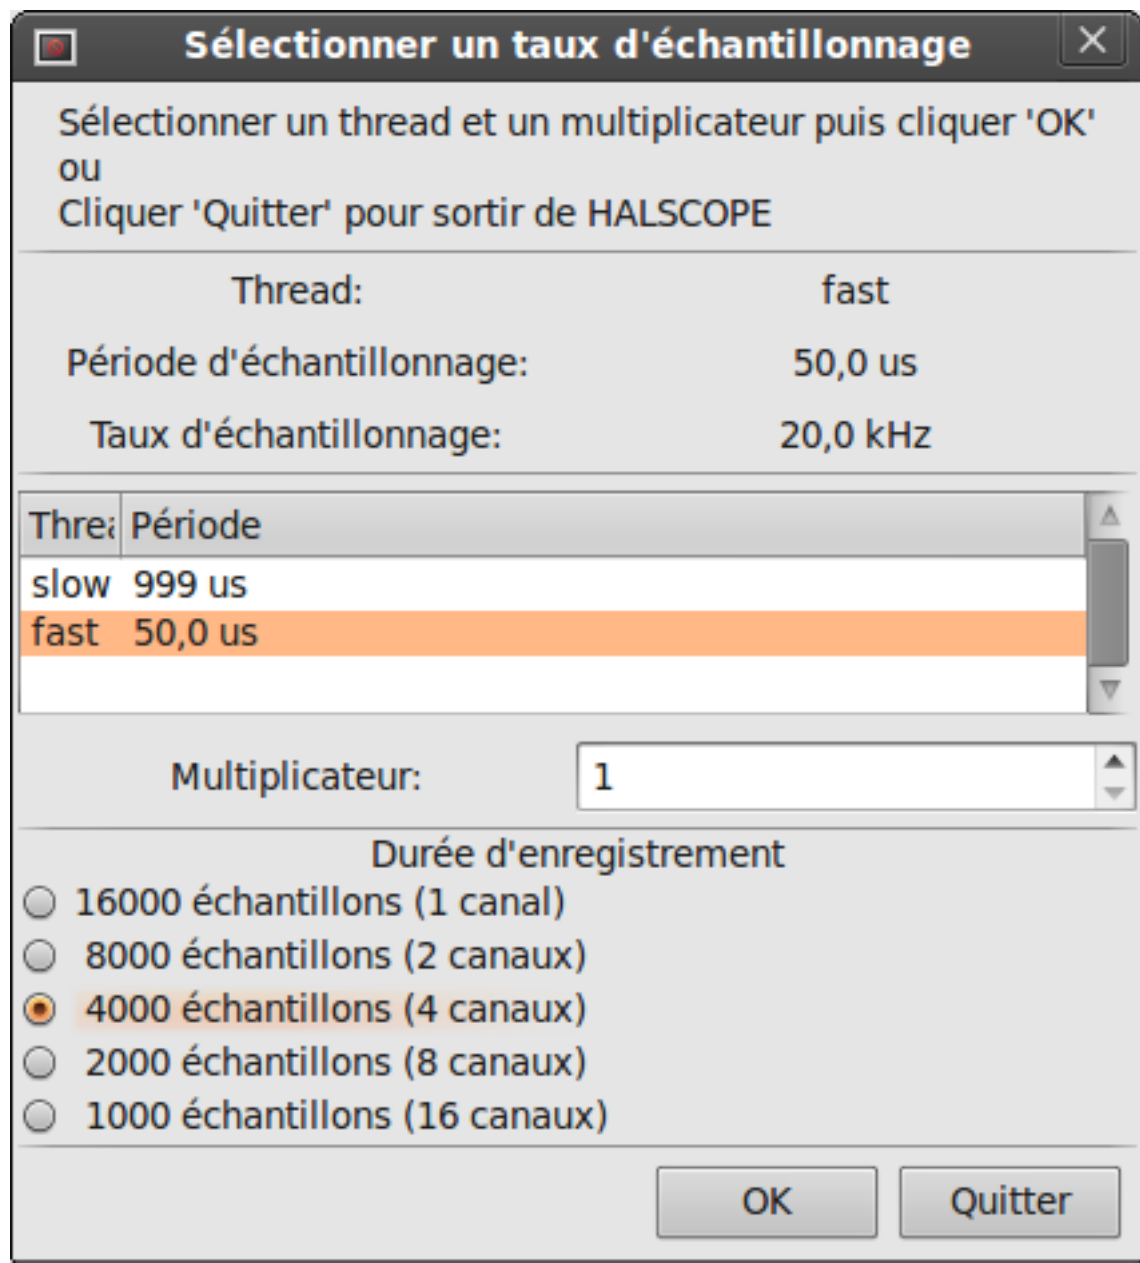 Sélectionner un taux d'échantillonnage
Sélectionner un thread et un multiplicateur puis cliquer 'OK'
ou
Cliquer 'Quitter' pour sortir de HALSCOPE
Thread: fast
Période d'échantillonnage: 50,0 us
Taux d'échantillonnage: 20,0 kHz
Threa Période
slow 999 us
fast 50,0 us
Multiplicateur: 1
Durée d'enregistrement
16000 échantillons (1 canal)
8000 échantillons (2 canaux)
4000 échantillons (4 canaux)
2000 échantillons (8 canaux)
1000 échantillons (16 canaux)
OK Quitter